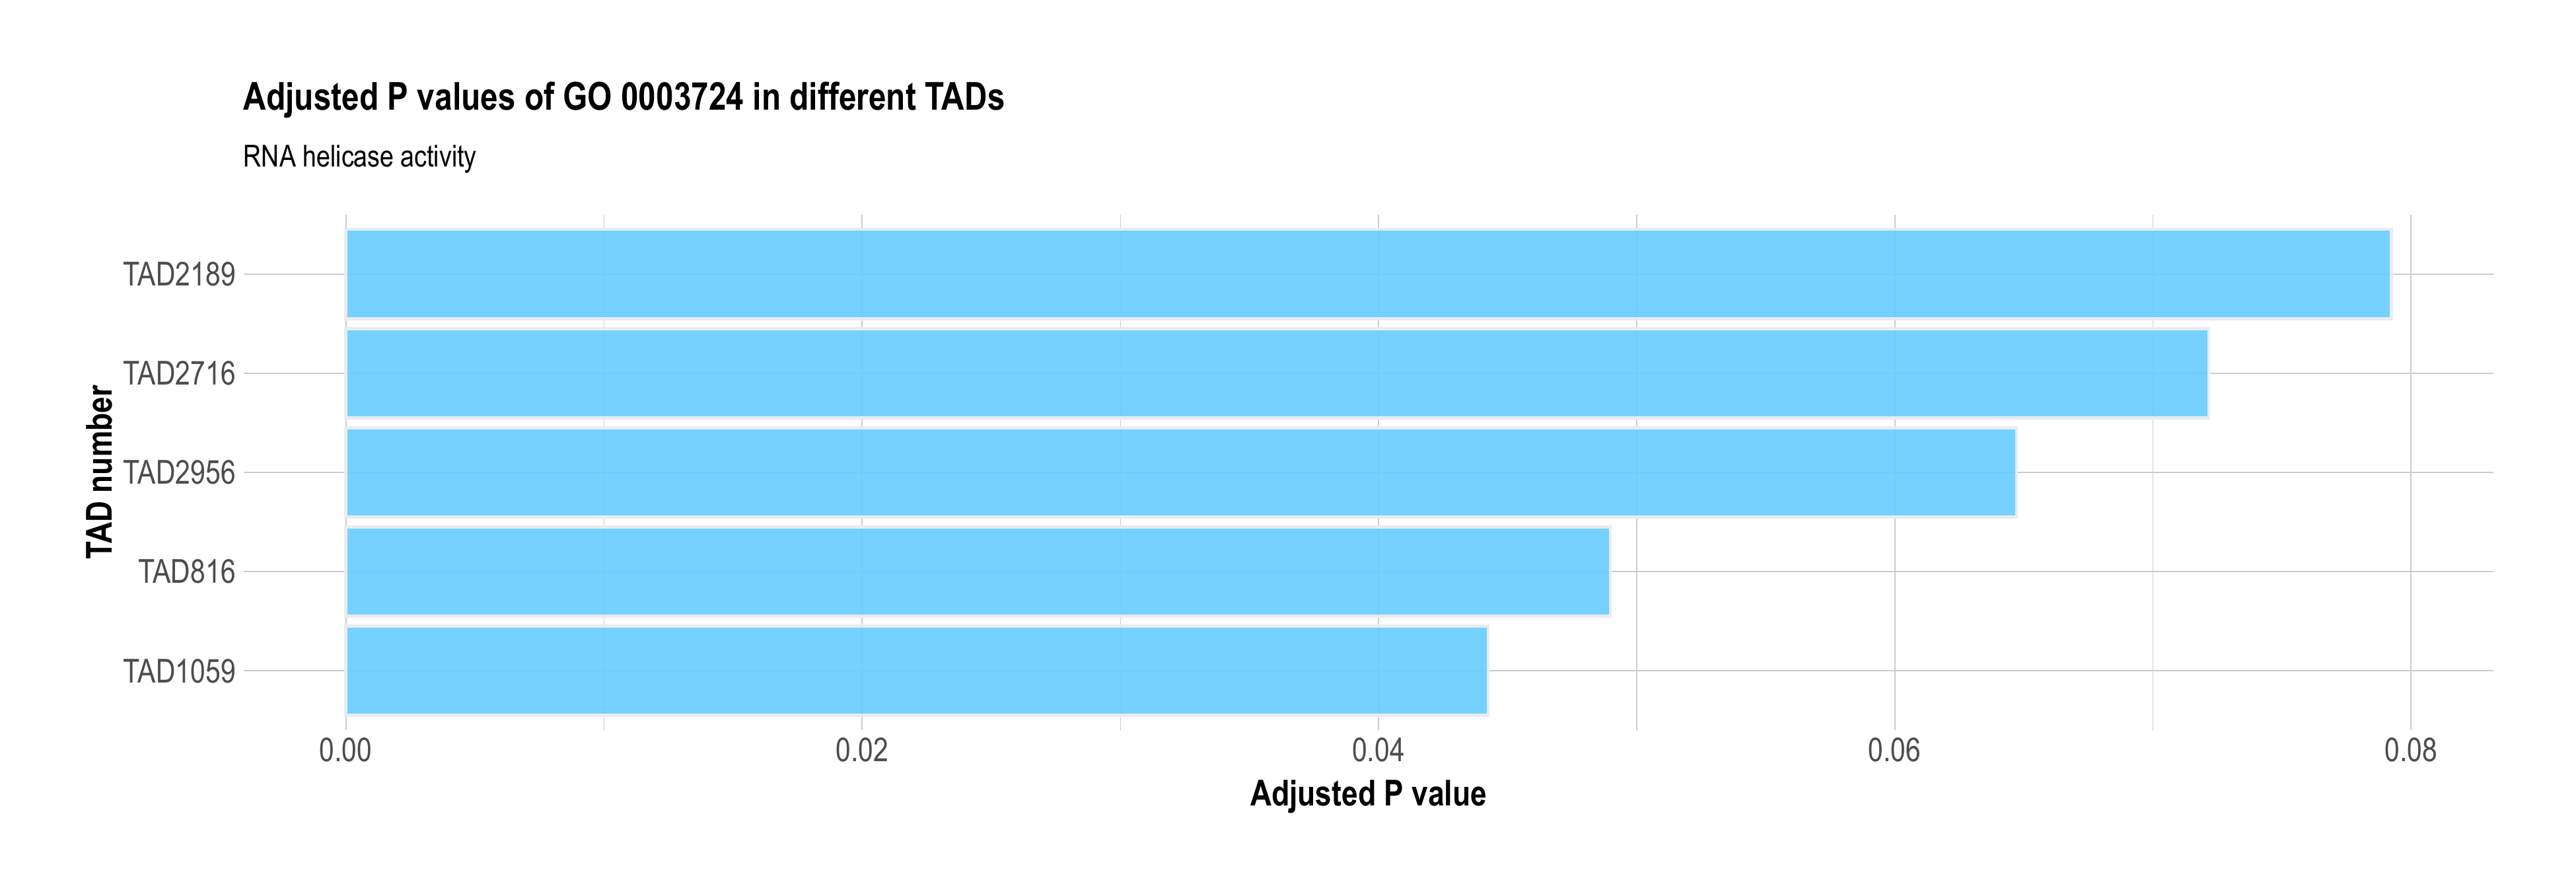 Adjusted P values of GO 0003724 in different TADs
RNA helicase activity
TAD number
TAD2189
TAD2716
TAD2956
TAD816
TAD1059
0.00 0.02 0.04 0.06 0.08
Adjusted P value